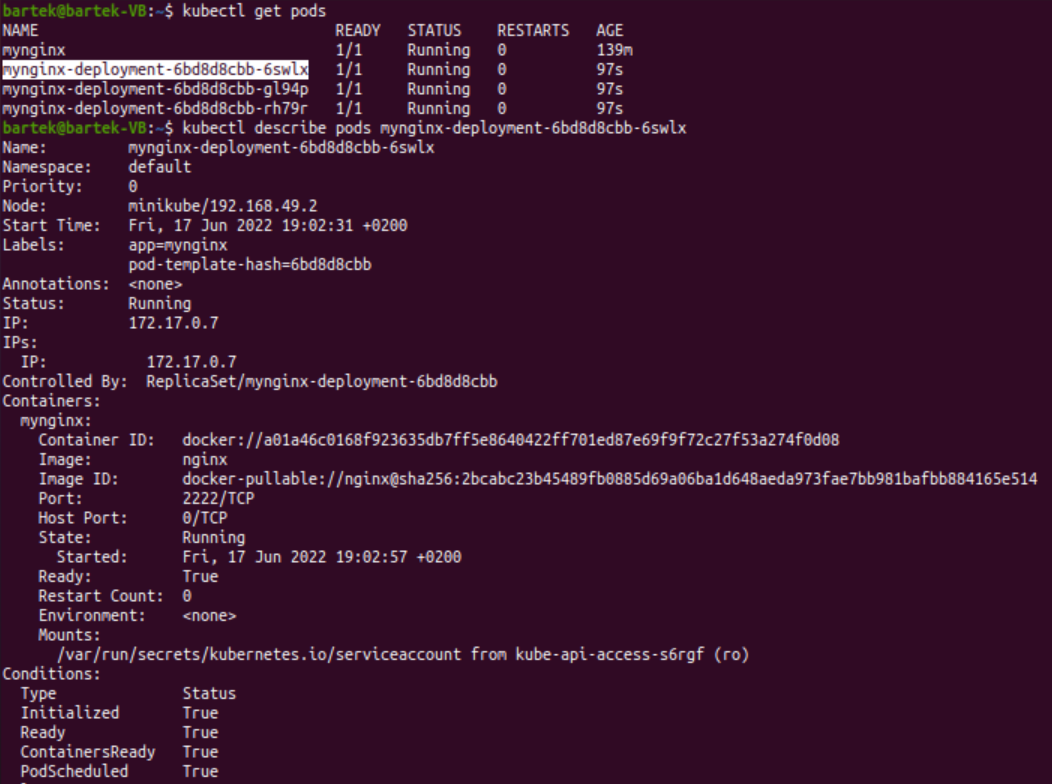 bartek@bartek-VB:~$ kubectl get pods
NAME READY STATUS RESTARTS AGE
mynginx 1/1 Running 0 139m
mynginx-deployment-6bd8d8cbb-6swlx 1/1 Running 0 97s
mynginx-deployment-6bd8d8cbb-gl94p 1/1 Running 0 97s
mynginx-deployment-6bd8d8cbb-rh79r 1/1 Running 0 97s
bartek@bartek-VB:~$ kubectl describe pods mynginx-deployment-6bd8d8cbb-6swlx
Name: mynginx-deployment-6bd8d8cbb-6swlx
Namespace: default
Priority: 0
Node: minikube/192.168.49.2
Start Time: Fri, 17 Jun 2022 19:02:31 +0200
Labels: app=mynginx
pod-template-hash=6bd8d8cbb
Annotations: <none>
Status: Running
IP: 172.17.0.7
IPs:
IP: 172.17.0.7
Controlled By: ReplicaSet/mynginx-deployment-6bd8d8cbb
Containers:
mynginx:
Container ID: docker://a01a46c0168f923635db7ff5e8640422ff701ed87e69f9f72c27f53a274f0d08
Image: nginx
Image ID: docker-pullable://nginx@sha256:2bcabc23b45489fb0885d69a06ba1d648aeda973fae7bb981bafbb884165e514
Port: 2222/TCP
Host Port: 0/TCP
State: Running
Started: Fri, 17 Jun 2022 19:02:57 +0200
Ready: True
Restart Count: 0
Environment: <none>
Mounts:
/var/run/secrets/kubernetes.io/serviceaccount from kube-api-access-s6rgf (ro)
Conditions:
Type Status
Initialized True
Ready True
ContainersReady True
PodScheduled True